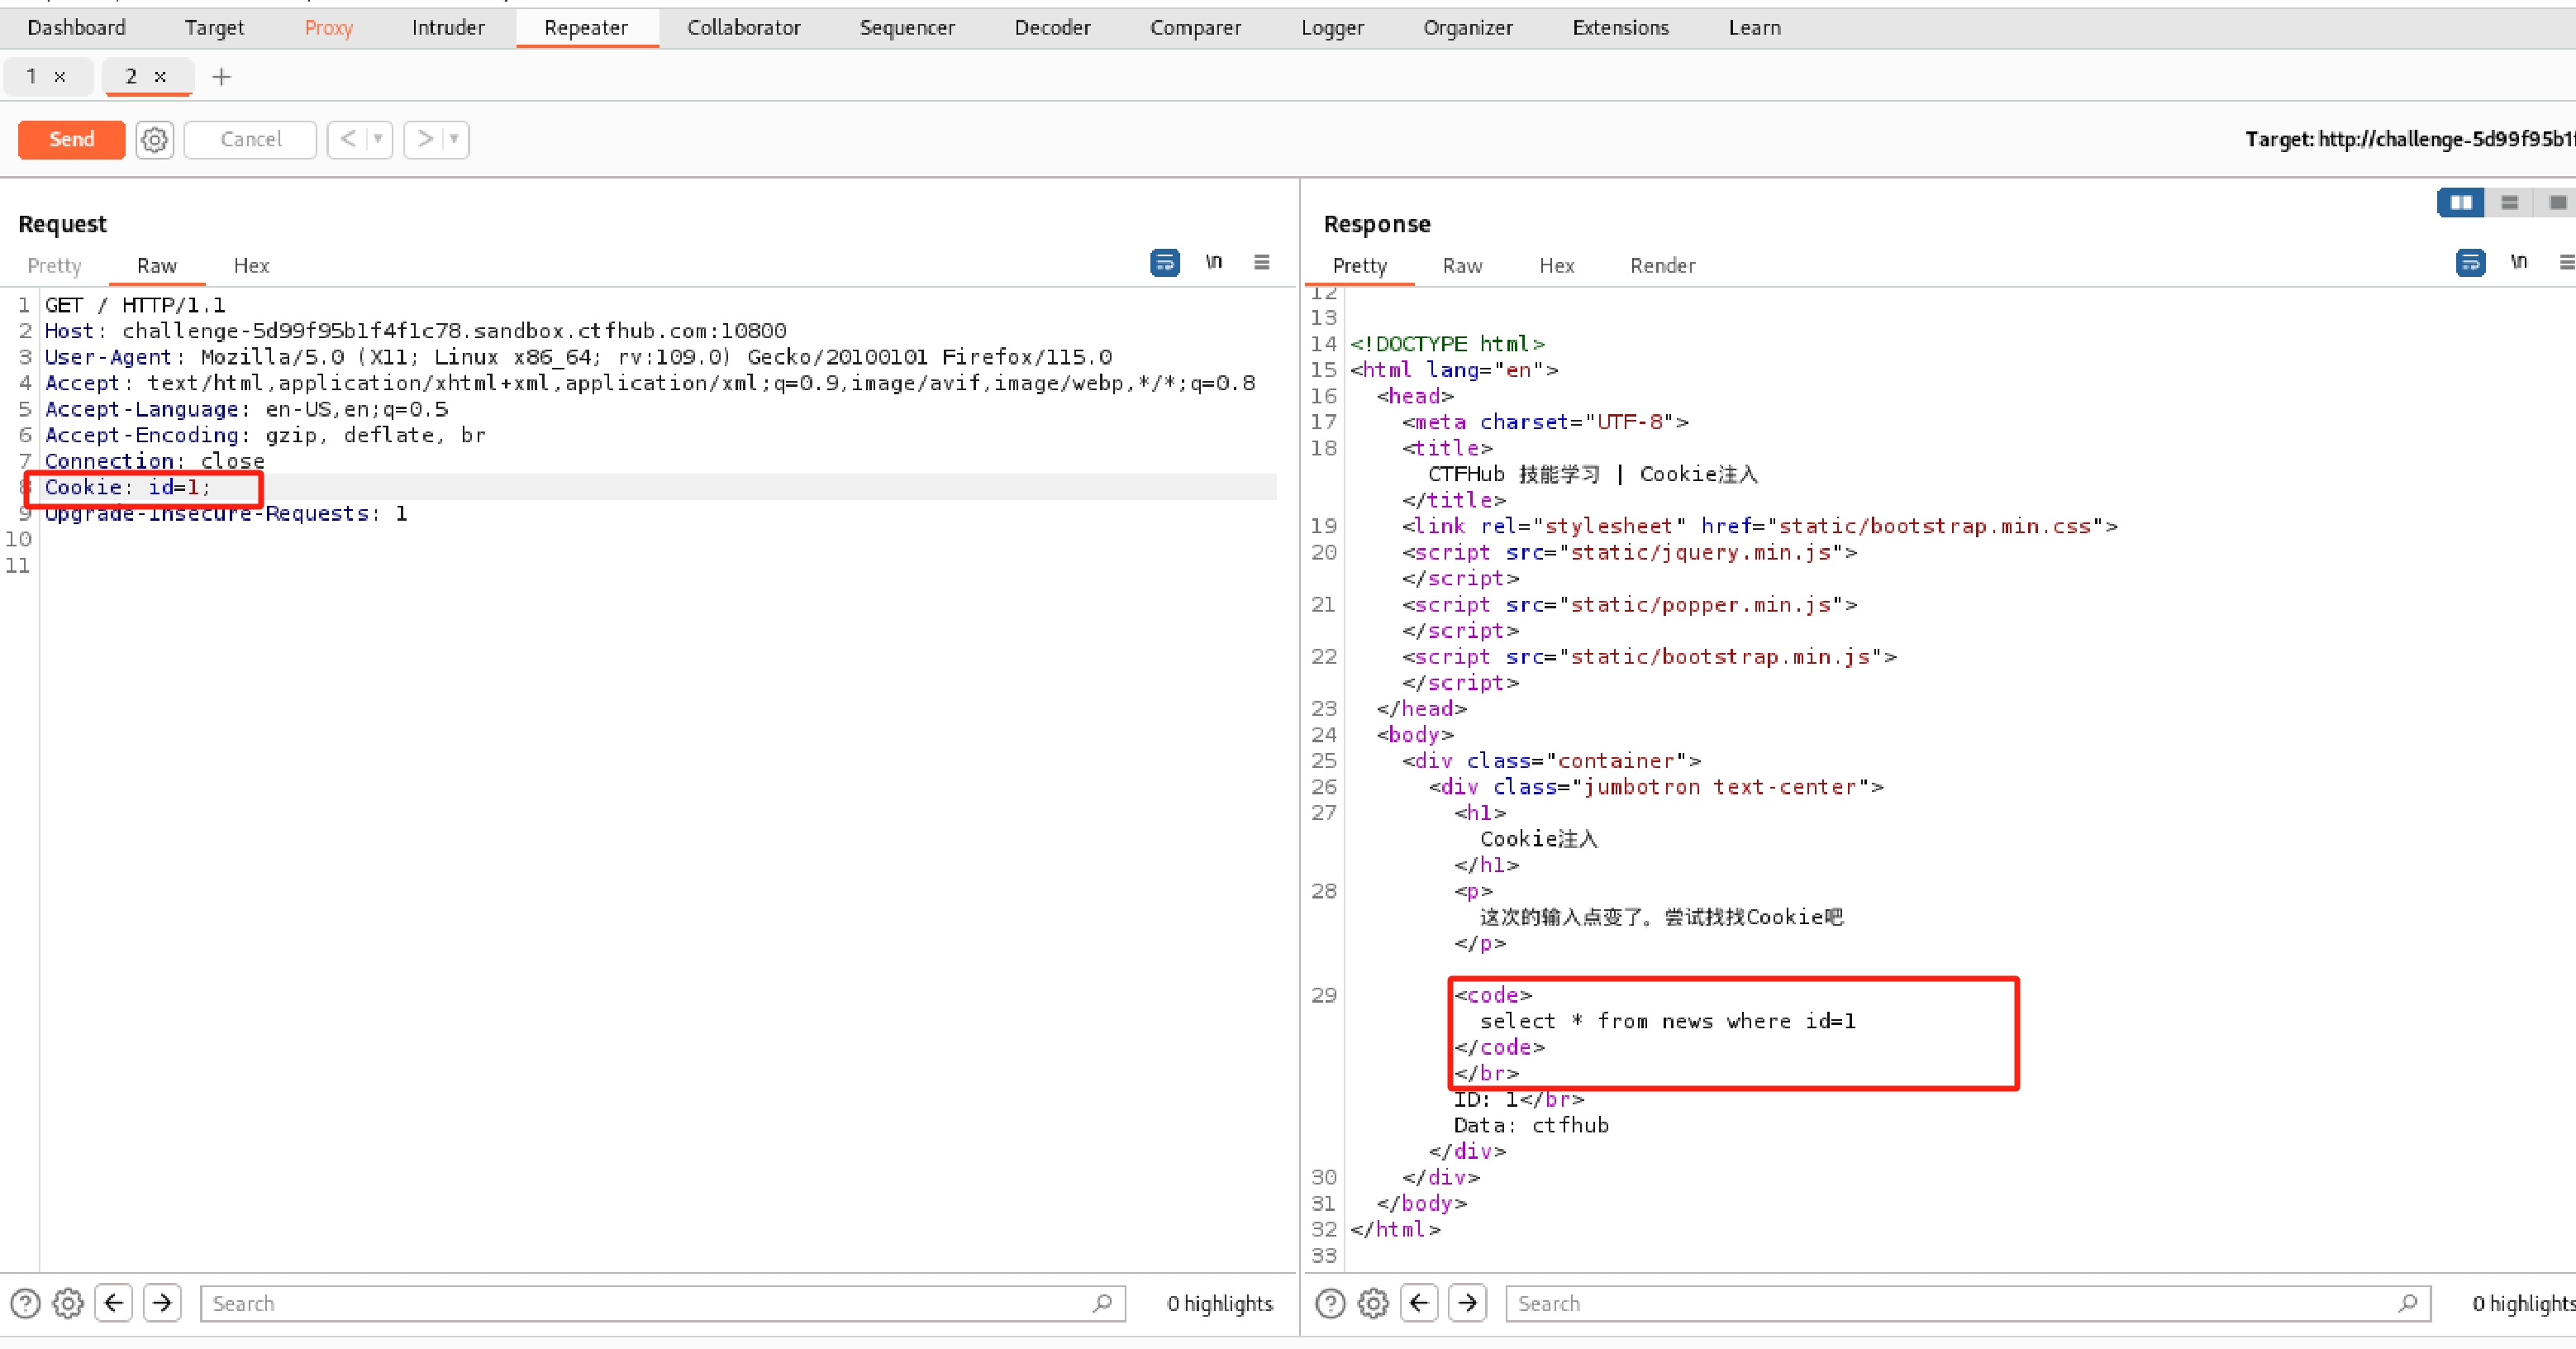 Dashboard Target Proxy Intruder Repeater Collaborator Sequencer Decoder Comparer Logger Organizer Extensions Learn
1 × 2 × +
Send Cancel < >
Target: http://challenge-5d99f95b1f
Request
Pretty Raw Hex \n
1 GET / HTTP/1.1
2 Host: challenge-5d99f95b1f4f1c78.sandbox.ctfhub.com:10800
3 User-Agent: Mozilla/5.0 (X11; Linux x86_64; rv:109.0) Gecko/20100101 Firefox/115.0
4 Accept: text/html,application/xhtml+xml,application/xml;q=0.9,image/avif,image/webp,*/*;q=0.8
5 Accept-Language: en-US,en;q=0.5
6 Accept-Encoding: gzip, deflate, br
7 Connection: close
8 Cookie: id=1;
9 Upgrade-Insecure-Requests: 1
10
11
Search 0 highlights
Response
Pretty Raw Hex Render \n
12
13
14 <!DOCTYPE html>
15 <html lang="en">
16 <head>
17 <meta charset="UTF-8">
18 <title>
CTFHub 技能学习 | Cookie注入
</title>
19 <link rel="stylesheet" href="static/bootstrap.min.css">
20 <script src="static/jquery.min.js">
</script>
21 <script src="static/popper.min.js">
</script>
22 <script src="static/bootstrap.min.js">
</script>
23 </head>
24 <body>
25 <div class="container">
26 <div class="jumbotron text-center">
27 <h1>
Cookie注入
</h1>
28 <p>
这次的输入点变了。尝试找找Cookie吧
</p>
29 <code>
select * from news where id=1
</code>
</br>
ID: 1</br>
Data: ctfhub
</div>
30 </div>
31 </body>
32 </html>
33
Search 0 highlights